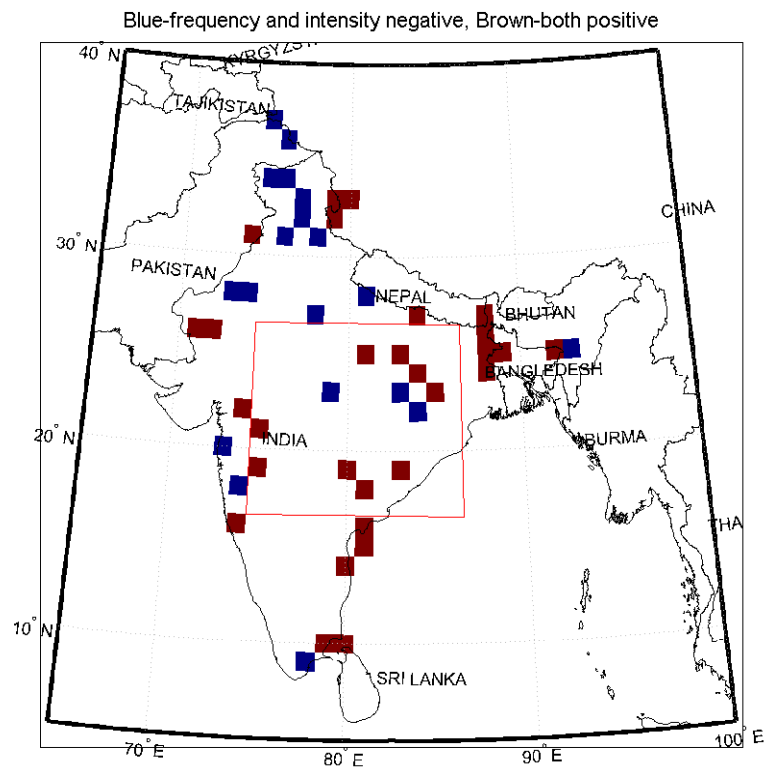 Blue-frequency and intensity negative, Brown-both positive
40° N
TAJIKISTAN
CHINA
30° N
PAKISTAN
NEPAL
BHUTAN
BANGLEDESH
20° N
INDIA
BURMA
THA
10° N
SRI LANKA
70° E
80° E
90° E
100° E